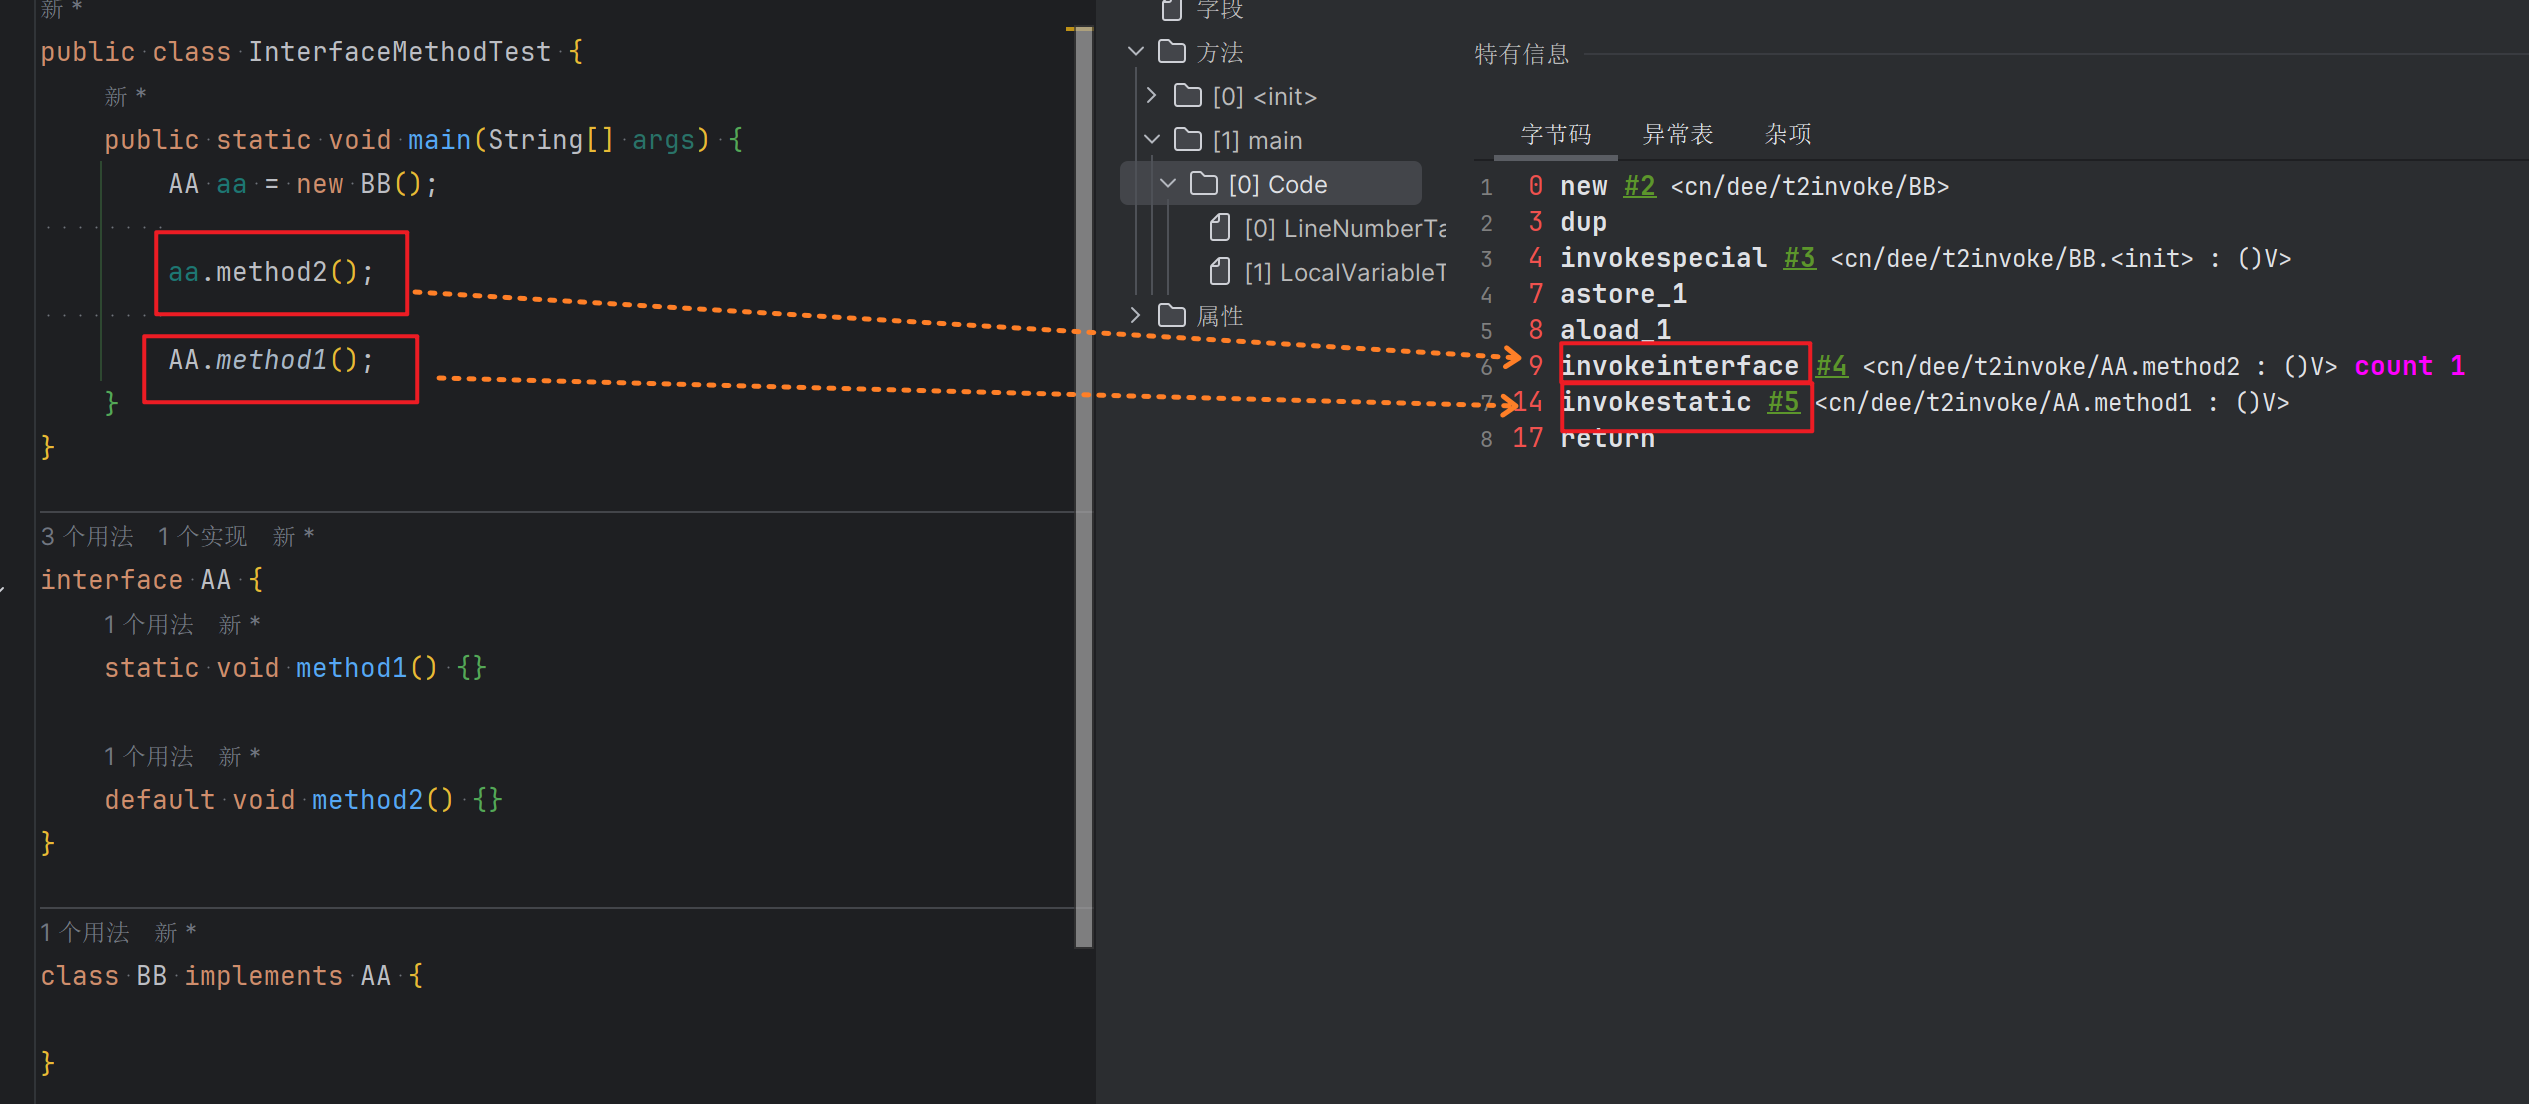 新 *
public class InterfaceMethodTest {
新 *
public static void main(String[] args) {
AA aa = new BB();
aa.method2();
AA.method1();
}
}
3 个用法 1 个实现 新 *
interface AA {
1 个用法 新 *
static void method1() {}
1 个用法 新 *
default void method2() {}
}
1 个用法 新 *
class BB implements AA {
}
字段
方法
[0] <init>
[1] main
[0] Code
[0] LineNumberTa
[1] LocalVariableT
属性
特有信息
字节码 异常表 杂项
1 0 new #2 <cn/dee/t2invoke/BB>
2 3 dup
3 4 invokespecial #3 <cn/dee/t2invoke/BB.<init> : ()V>
4 7 astore_1
5 8 aload_1
6 9 invokeinterface #4 <cn/dee/t2invoke/AA.method2 : ()V> count 1
7 14 invokestatic #5 <cn/dee/t2invoke/AA.method1 : ()V>
8 17 return